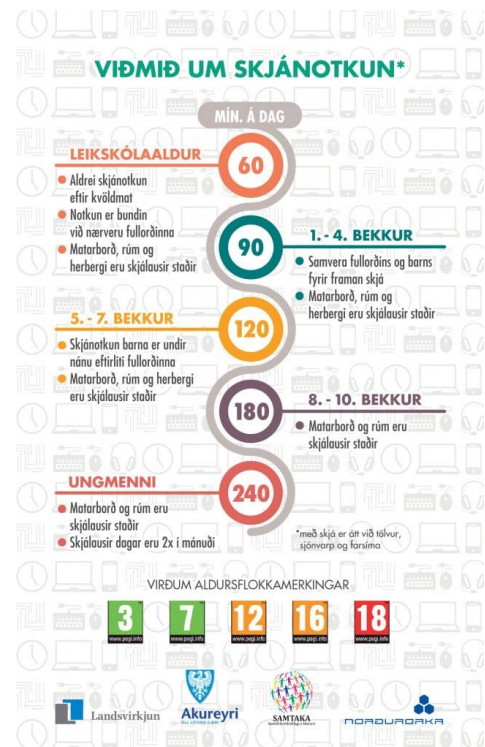 VIÐMIÐ UM SKJÁNOTKUN*
MÍN. Á DAG
LEIKSKÓLAALDUR
60
● Aldrei skjánotkun
eftir kvöldmat
● Notkun er bundin
við nærveru fullorðinna
● Matarborð, rúm og
herbergi eru skjálausir staðir
90
1. - 4. BEKKUR
● Samvera fullorðins og barns
fyrir framan skjá
● Matarborð, rúm og
herbergi eru skjálausir staðir
5. - 7. BEKKUR
120
● Skjánotkun barna er undir
nánu eftirliti fullorðinna
● Matarborð, rúm og herbergi
eru skjálausir staðir
180
8. - 10. BEKKUR
● Matarborð og rúm eru
skjálausir staðir
UNGMENNI
240
● Matarborð og rúm eru
skjálausir staðir
● Skjálausir dagar eru 2x í mánuði
*með skjá er átt við tölvur,
sjónvarp og farsíma
VIRÐUM ALDURSFLOKKAMERKINGAR
3 7 12 16 18
www.pegi.info www.pegi.info www.pegi.info www.pegi.info www.pegi.info
Landsvirkjun
Akureyri
SAMTAKA
NORÐURORKA